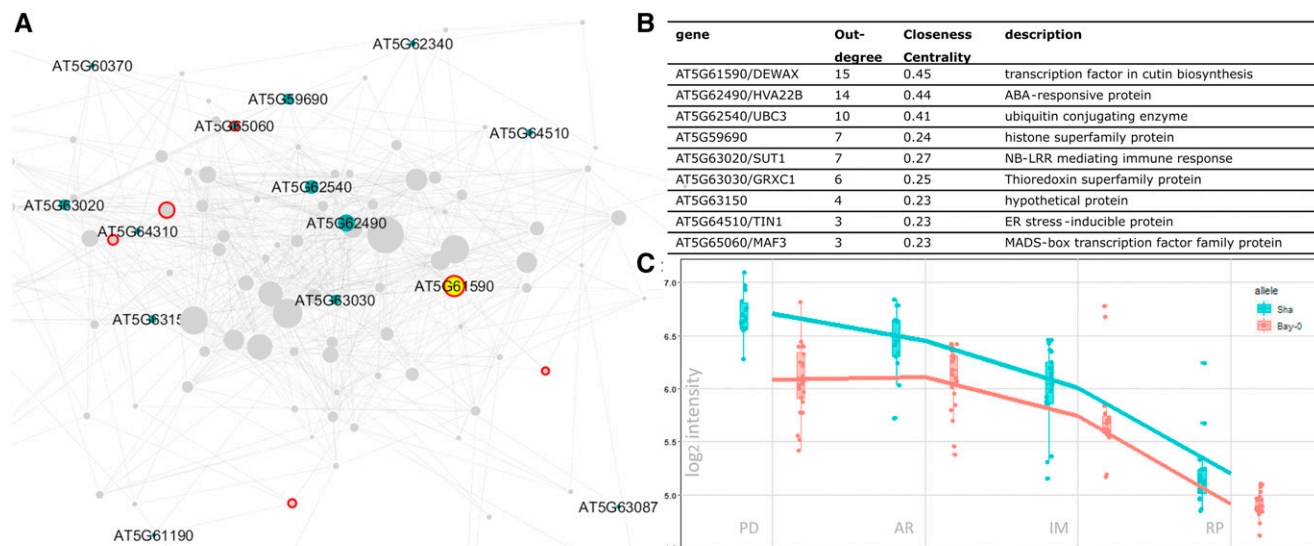 A
AT5G62340
AT5G60370
AT5G59690
AT5G65060
AT5G64510
AT5G62540
AT5G63020
AT5G62490
AT5G64310
AT5G61590
AT5G63030
AT5G6315
AT5G63087
AT5G61190
B
gene Out-degree Closeness Centrality description
AT5G61590/DEWAX 15 0.45 transcription factor in cutin biosynthesis
AT5G62490/HVA22B 14 0.44 ABA-responsive protein
AT5G62540/UBC3 10 0.41 ubiquitin conjugating enzyme
AT5G59690 7 0.24 histone superfamily protein
AT5G63020/SUT1 7 0.27 NB-LRR mediating immune response
AT5G63030/GRXC1 6 0.25 Thioredoxin superfamily protein
AT5G63150 4 0.23 hypothetical protein
AT5G64510/TIN1 3 0.23 ER stress-inducible protein
AT5G65060/MAF3 3 0.23 MADS-box transcription factor family protein
C
7.0
6.5
6.0
5.5
5.0
log2 intensity
allele
Sha
Bay-0
PD AR IM RP